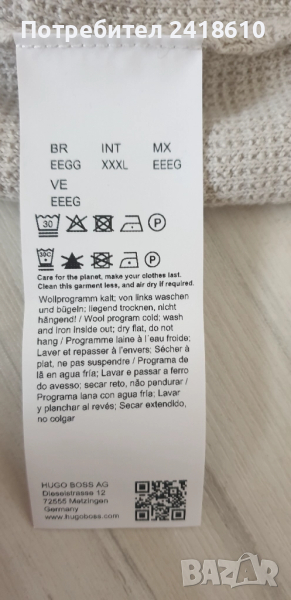 Потребител 2418610
BR INT MX
EEGG XXXL EEEG
VE
EEEG
30 P
30C P
Care for the planet, make your clothes last.
Clean this garment less, and air dry if required.
Wollprogramm kalt; von links waschen
und bügeln; liegend trocknen, nicht
hängend! / Wool program cold; wash
and iron inside out; dry flat, do not
hang / Programme laine à l´eau froide;
Laver et repasser à l'envers; Sécher à
plat, ne pas suspendre / Programa de
lã em água fria; Lavar e passar a ferro
do avesso; secar reto, não pendurar /
Programa lana con agua fria; Lavar
y planchar al revés; Secar extendido,
no colgar
HUGO BOSS AG
Dieselstrasse 12
72555 Metzingen
Germany
www.hugoboss.com
BAZAR